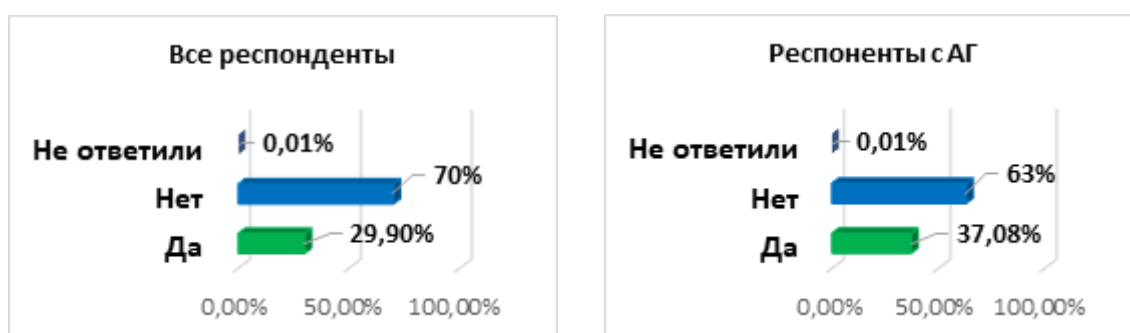 Все респонденты
Не ответили
0,01%
70%
Нет
29,90%
Да
0,00% 50,00% 100,00%
Респоненты с АГ
Не ответили
0,01%
63%
Нет
37,08%
Да
0,00% 50,00% 100,00%